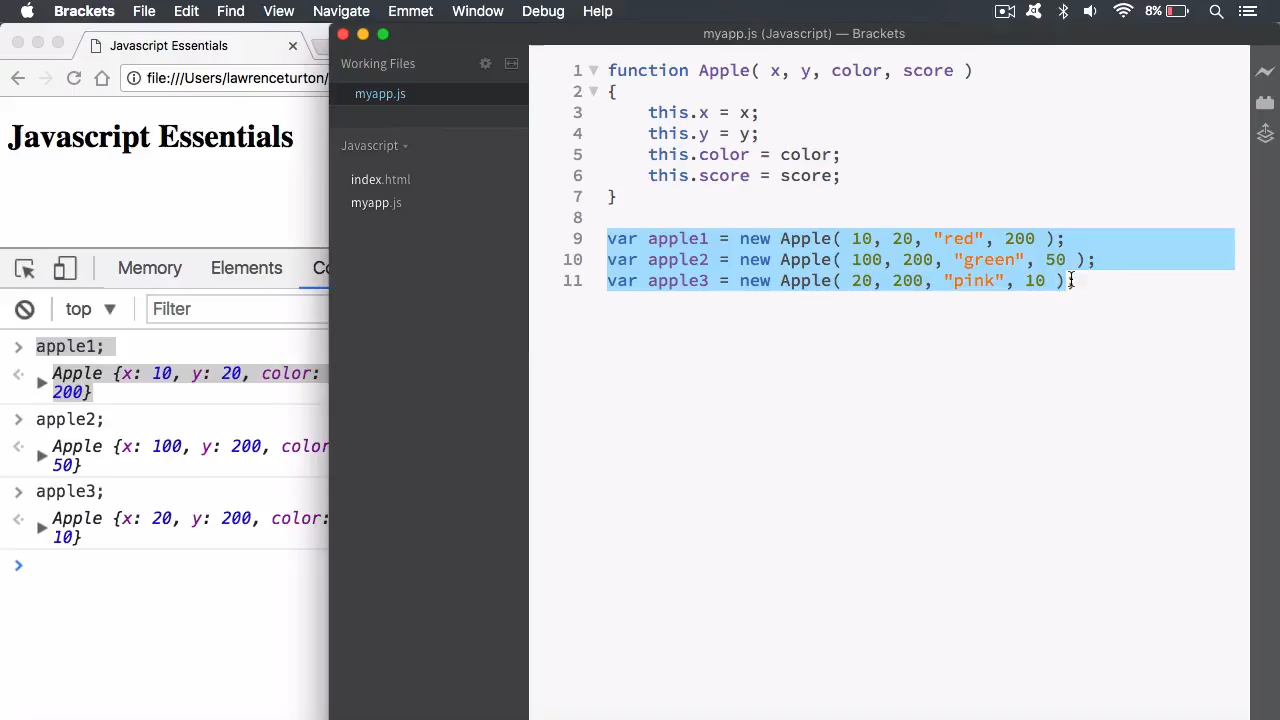 Brackets File Edit Find View Navigate Emmet Window Debug Help 8%
Javascript Essentials
file:///Users/lawrenceturton/
Javascript Essentials
Memory Elements Co
top Filter
apple1;
Apple {x: 10, y: 20, color:
200}
apple2;
Apple {x: 100, y: 200, color
50}
apple3;
Apple {x: 20, y: 200, color:
10}
myapp.js (Javascript) — Brackets
Working Files
myapp.js
Javascript
index.html
myapp.js
1 function Apple( x, y, color, score )
2 {
3 this.x = x;
4 this.y = y;
5 this.color = color;
6 this.score = score;
7 }
8
9 var apple1 = new Apple( 10, 20, "red", 200 );
10 var apple2 = new Apple( 100, 200, "green", 50 );
11 var apple3 = new Apple( 20, 200, "pink", 10 );